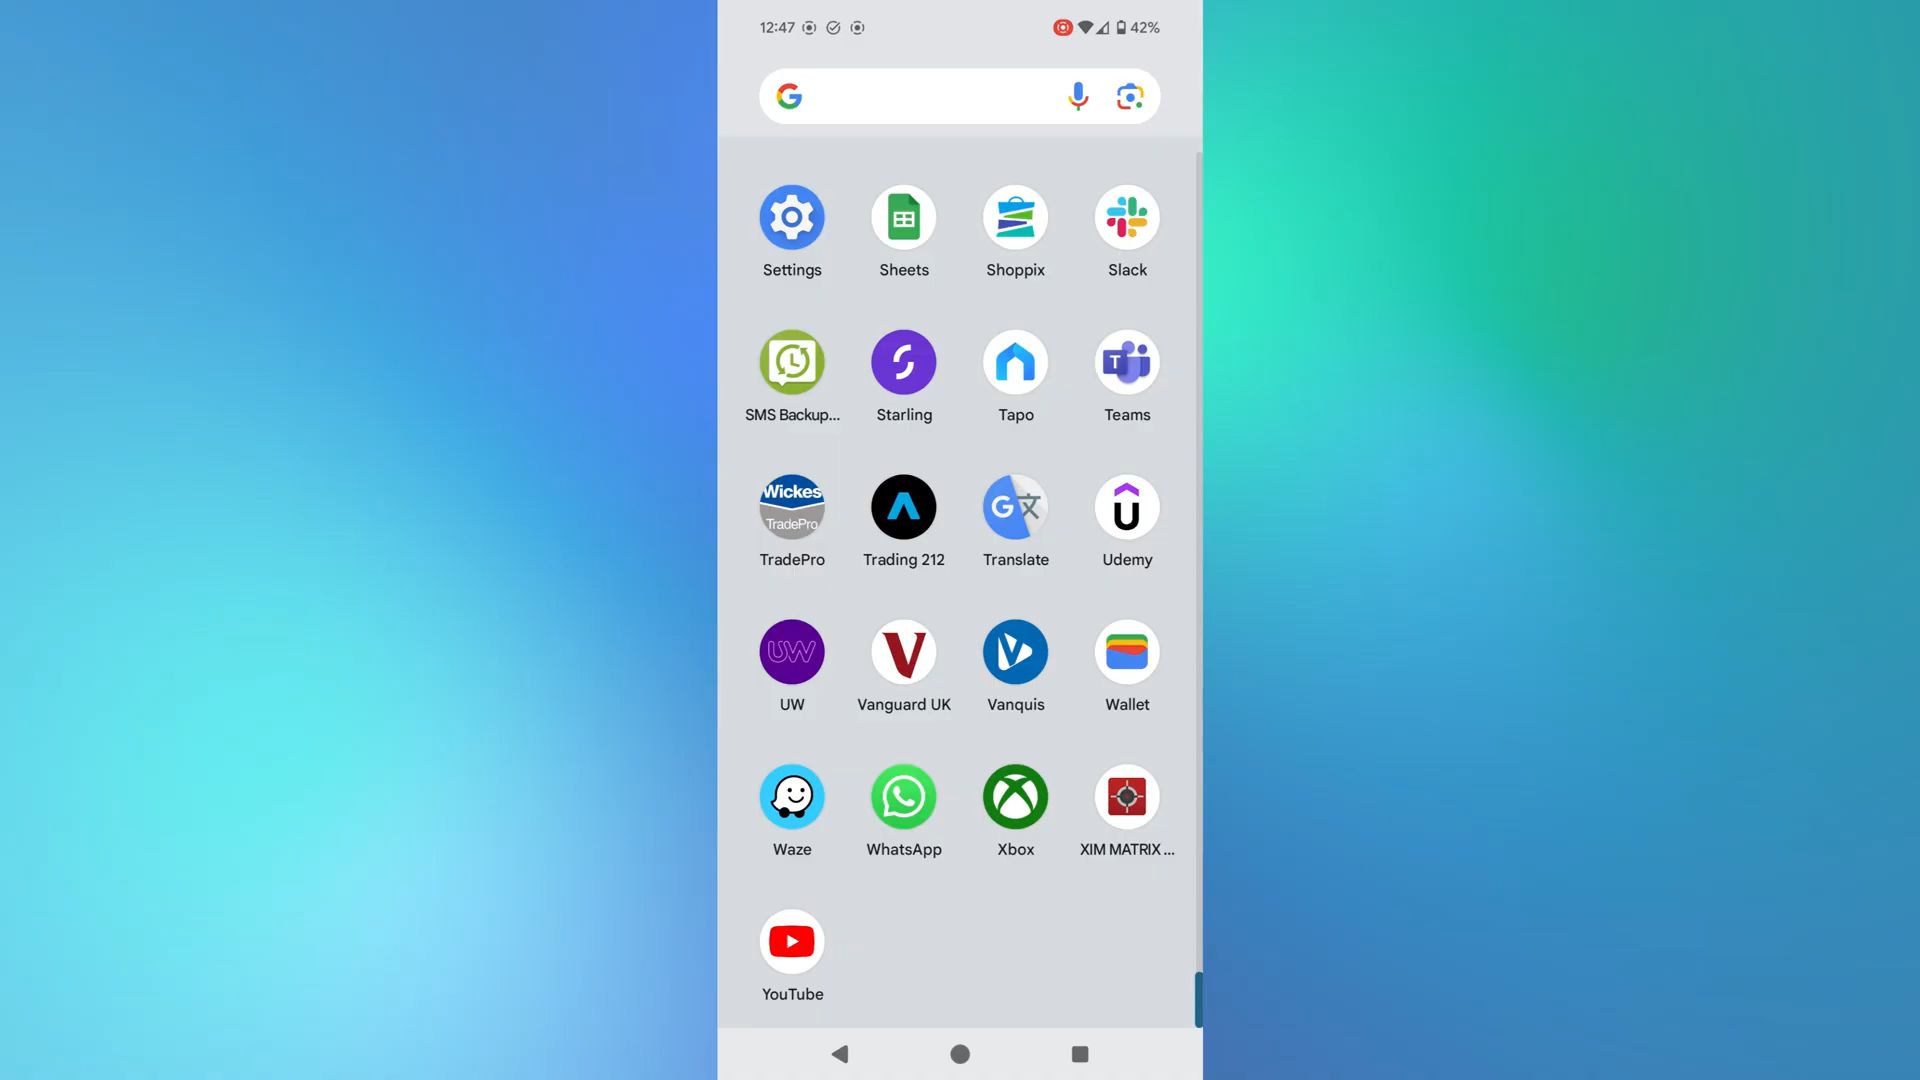 12:47 42%
Settings Sheets Shoppix Slack
T
SMS Backup... Starling Tapo Teams
Wickes
TradePro
TradePro Trading 212 Translate Udemy
UW
UW Vanguard UK Vanquis Wallet
Waze WhatsApp Xbox XIM MATRIX ...
YouTube